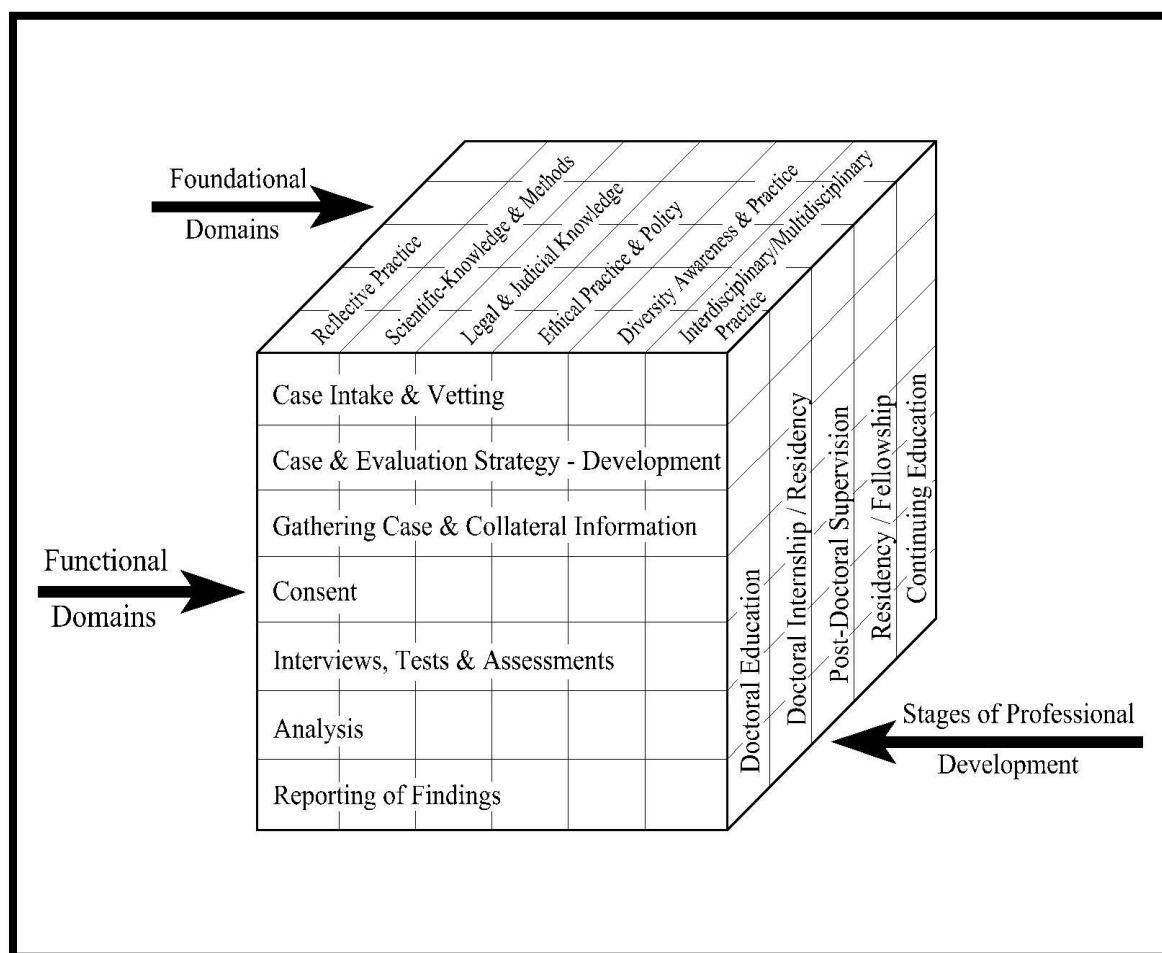 Foundational
Domains
Reflective Practice
Scientific-Knowledge & Methods
Legal & Judicial Knowledge
Ethical Practice & Policy
Diversity Awareness & Practice
Interdisciplinary/Multidisciplinary
Practice
Functional
Domains
Case Intake & Vetting
Case & Evaluation Strategy - Development
Gathering Case & Collateral Information
Consent
Interviews, Tests & Assessments
Analysis
Reporting of Findings
Doctoral Education
Doctoral Internship / Residency
Post-Doctoral Supervision
Residency / Fellowship
Continuing Education
Stages of Professional
Development